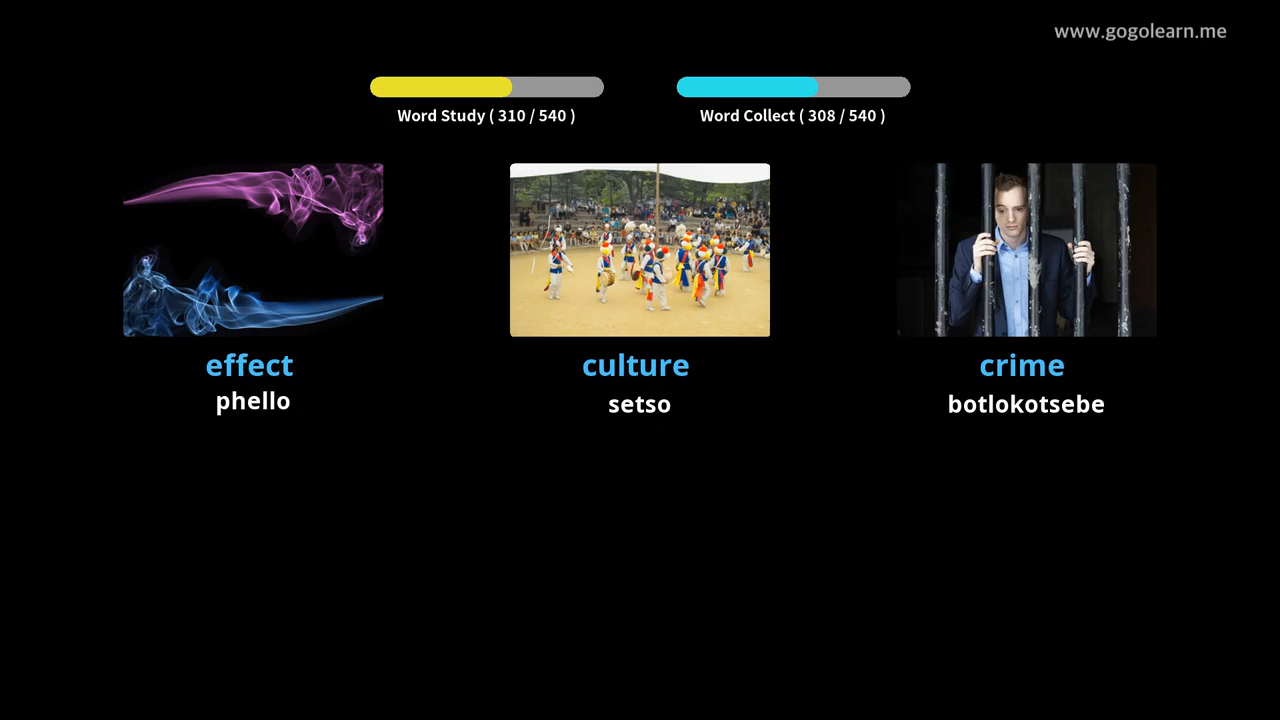 www.gogolearn.me
Word Study ( 310 / 540 )
Word Collect ( 308 / 540 )
effect
phello
culture
setso
crime
botlokotsebe